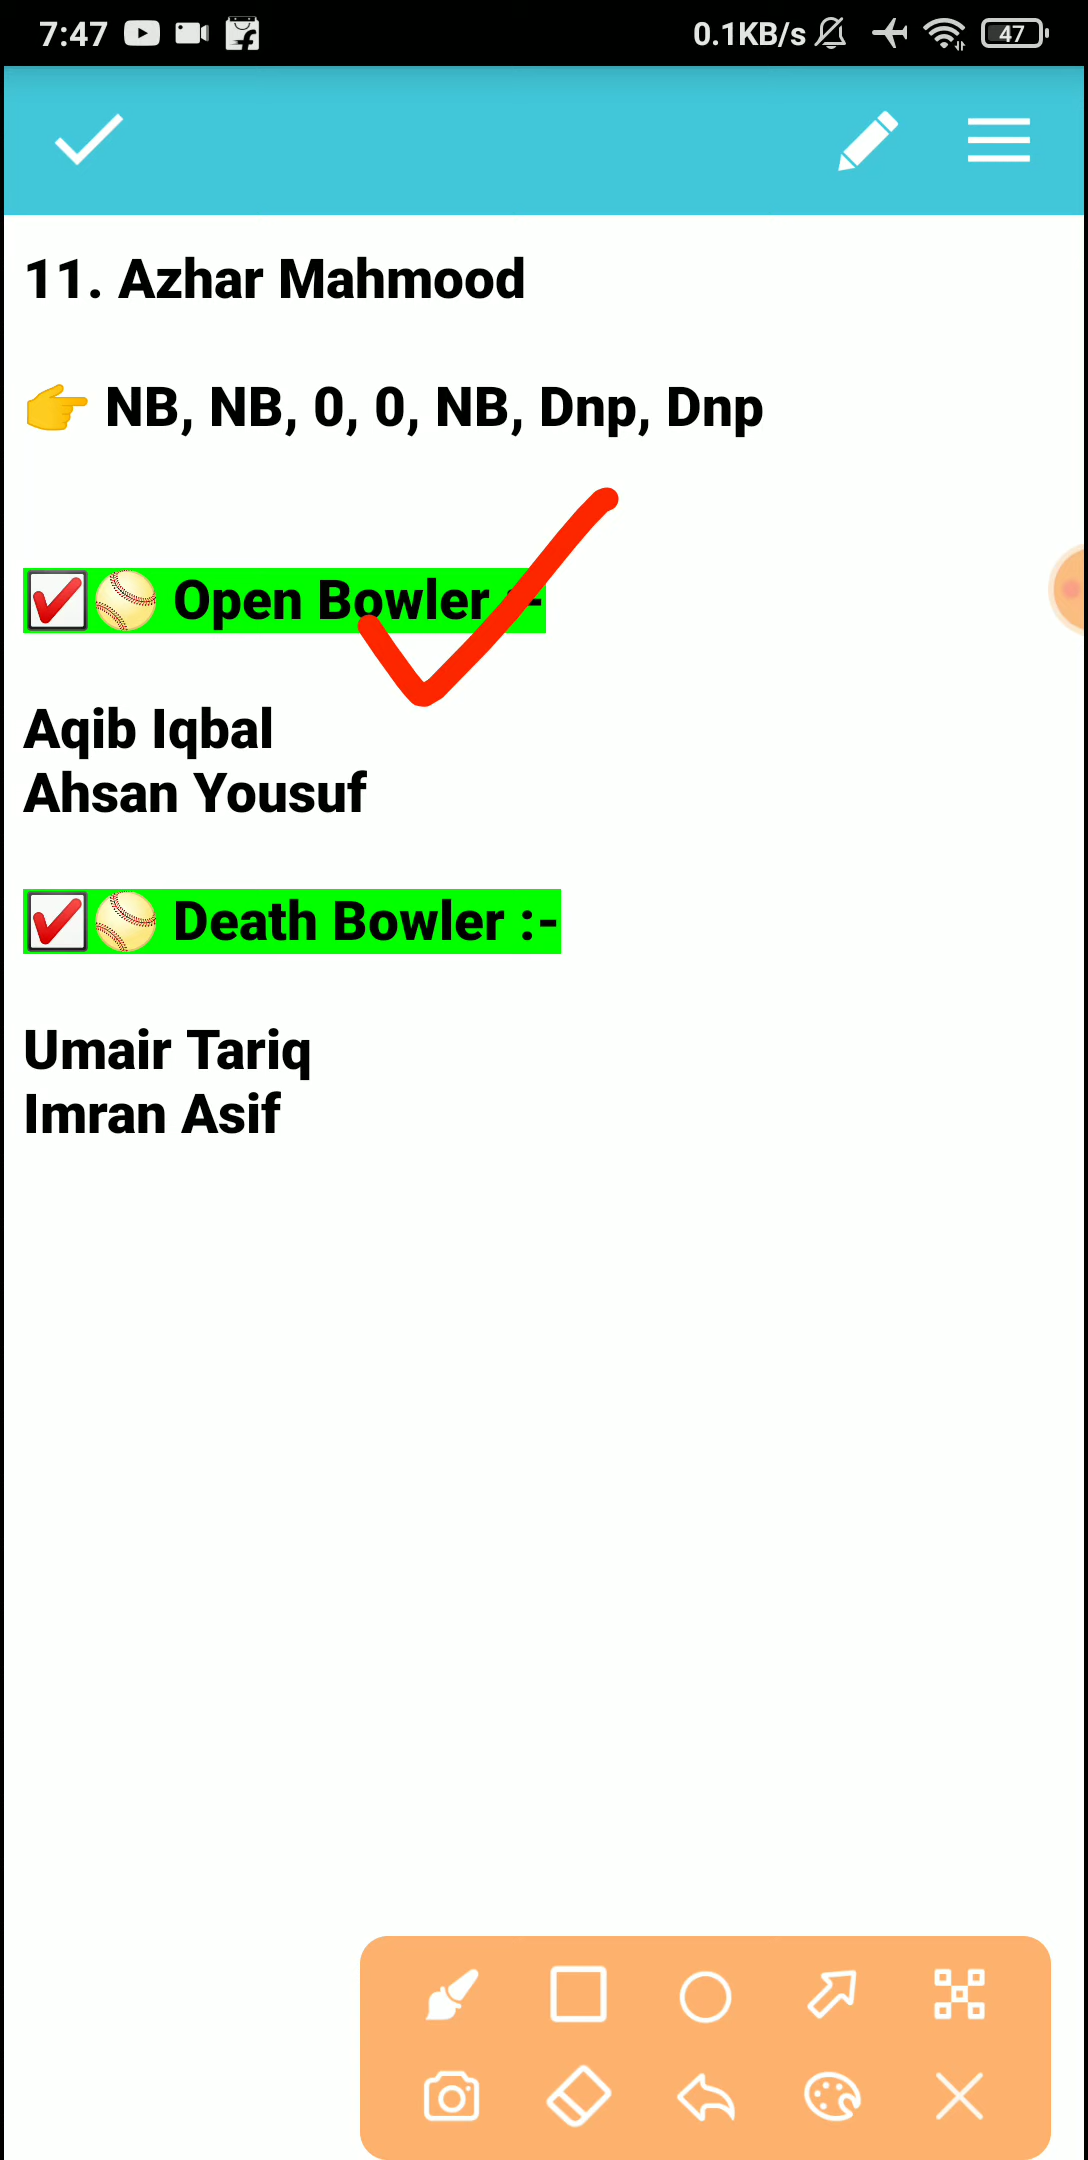 7:47 0.1KB/s 47
11. Azhar Mahmood
👉 NB, NB, 0, 0, NB, Dnp, Dnp
☑️⚾ Open Bowler :-
Aqib Iqbal
Ahsan Yousuf
☑️⚾ Death Bowler :-
Umair Tariq
Imran Asif